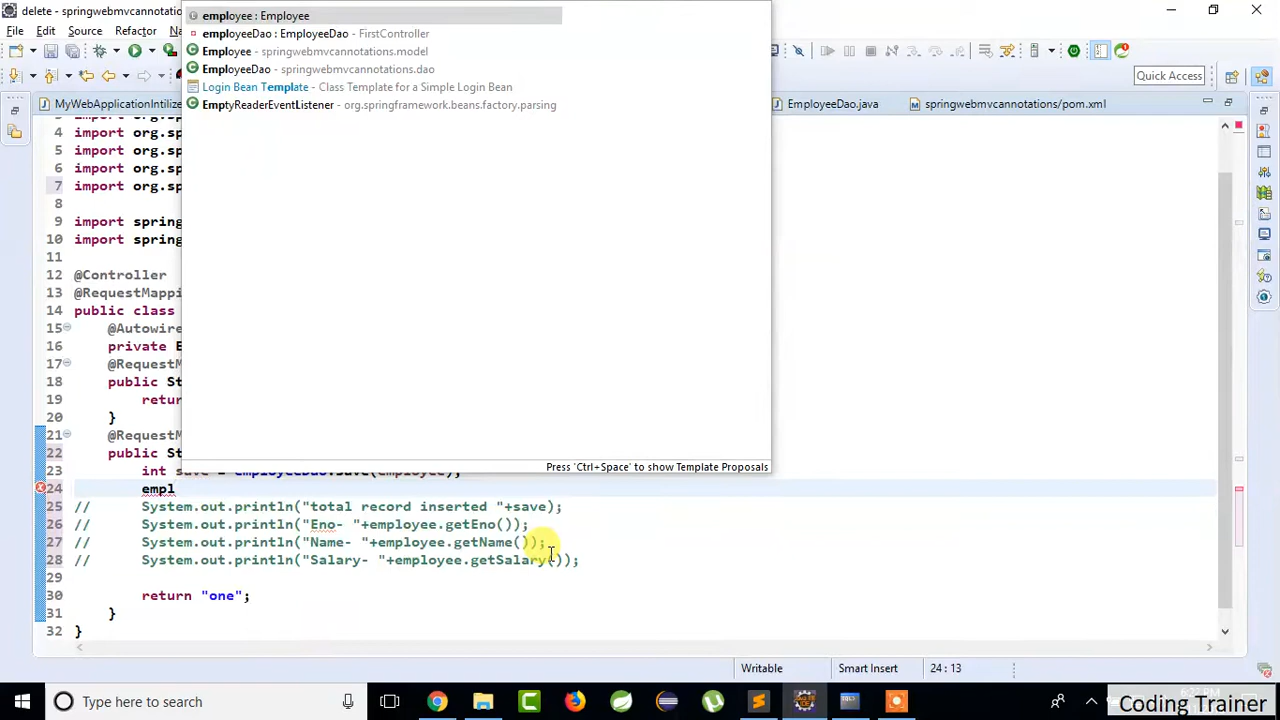 delete - springwebmvcannota
File Edit Source Refactor
Quick Access
MyWebApplicationIntilize
EmployeeDao.java
springwebmvcannotations/pom.xml
employee : Employee
employeeDao : EmployeeDao - FirstController
Employee - springwebmvcannotations.model
EmployeeDao - springwebmvcannotations.dao
Login Bean Template - Class Template for a Simple Login Bean
EmptyReaderEventListener - org.springframework.beans.factory.parsing
Press 'Ctrl+Space' to show Template Proposals
4 import org.sp
5 import org.sp
6 import org.sp
7 import org.sp
8
9 import spring
10 import spring
11
12 @Controller
13 @RequestMappi
14 public class
15 @Autowire
16 private E
17 @RequestM
18 public St
19 retur
20 }
21 @RequestM
22 public St
23 int save = employeeDao.save(employee);
24 empl
25 // System.out.println("total record inserted "+save);
26 // System.out.println("Eno- "+employee.getEno());
27 // System.out.println("Name- "+employee.getName());
28 // System.out.println("Salary- "+employee.getSalary());
29
30 return "one";
31 }
32 }
Writable Smart Insert 24 : 13
Type here to search
Coding Trainer